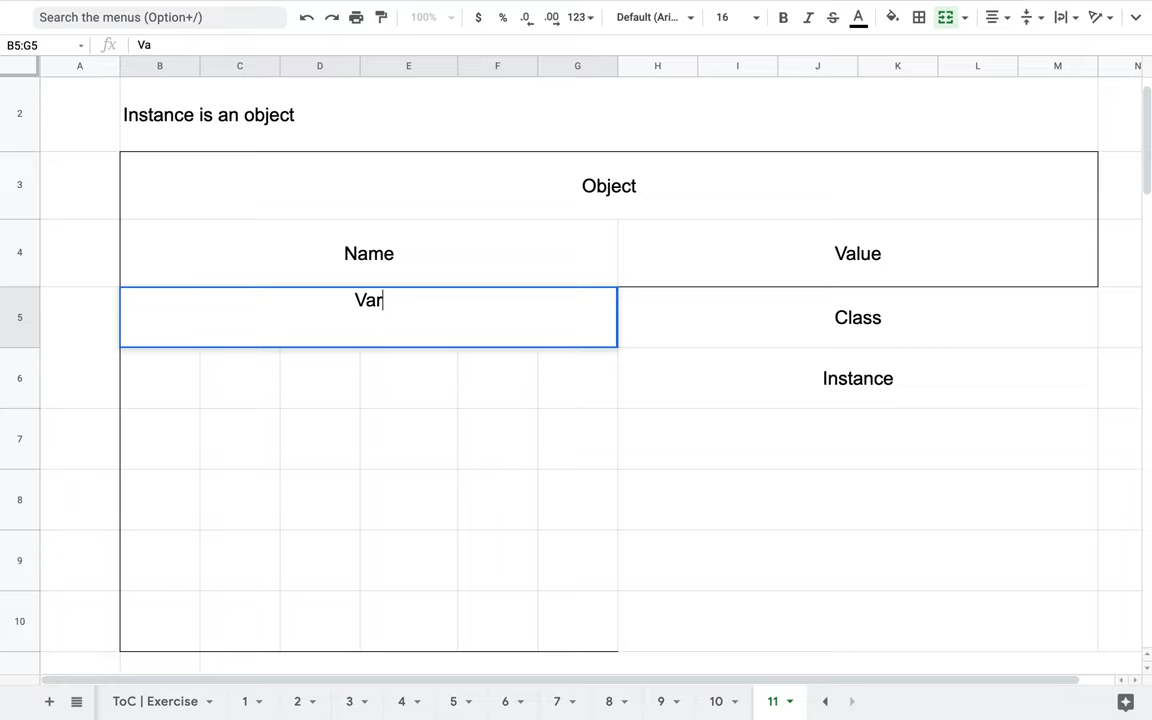 Search the menus (Option+/) 100% $ % .0 .00 123 Default (Ari... 16 B I S A
B5:G5 fx Va
A B C D E F G H I J K L M N
2 Instance is an object
3 Object
4 Name Value
5 Var Class
6 Instance
7
8
9
10
+ ToC | Exercise 1 2 3 4 5 6 7 8 9 10 11